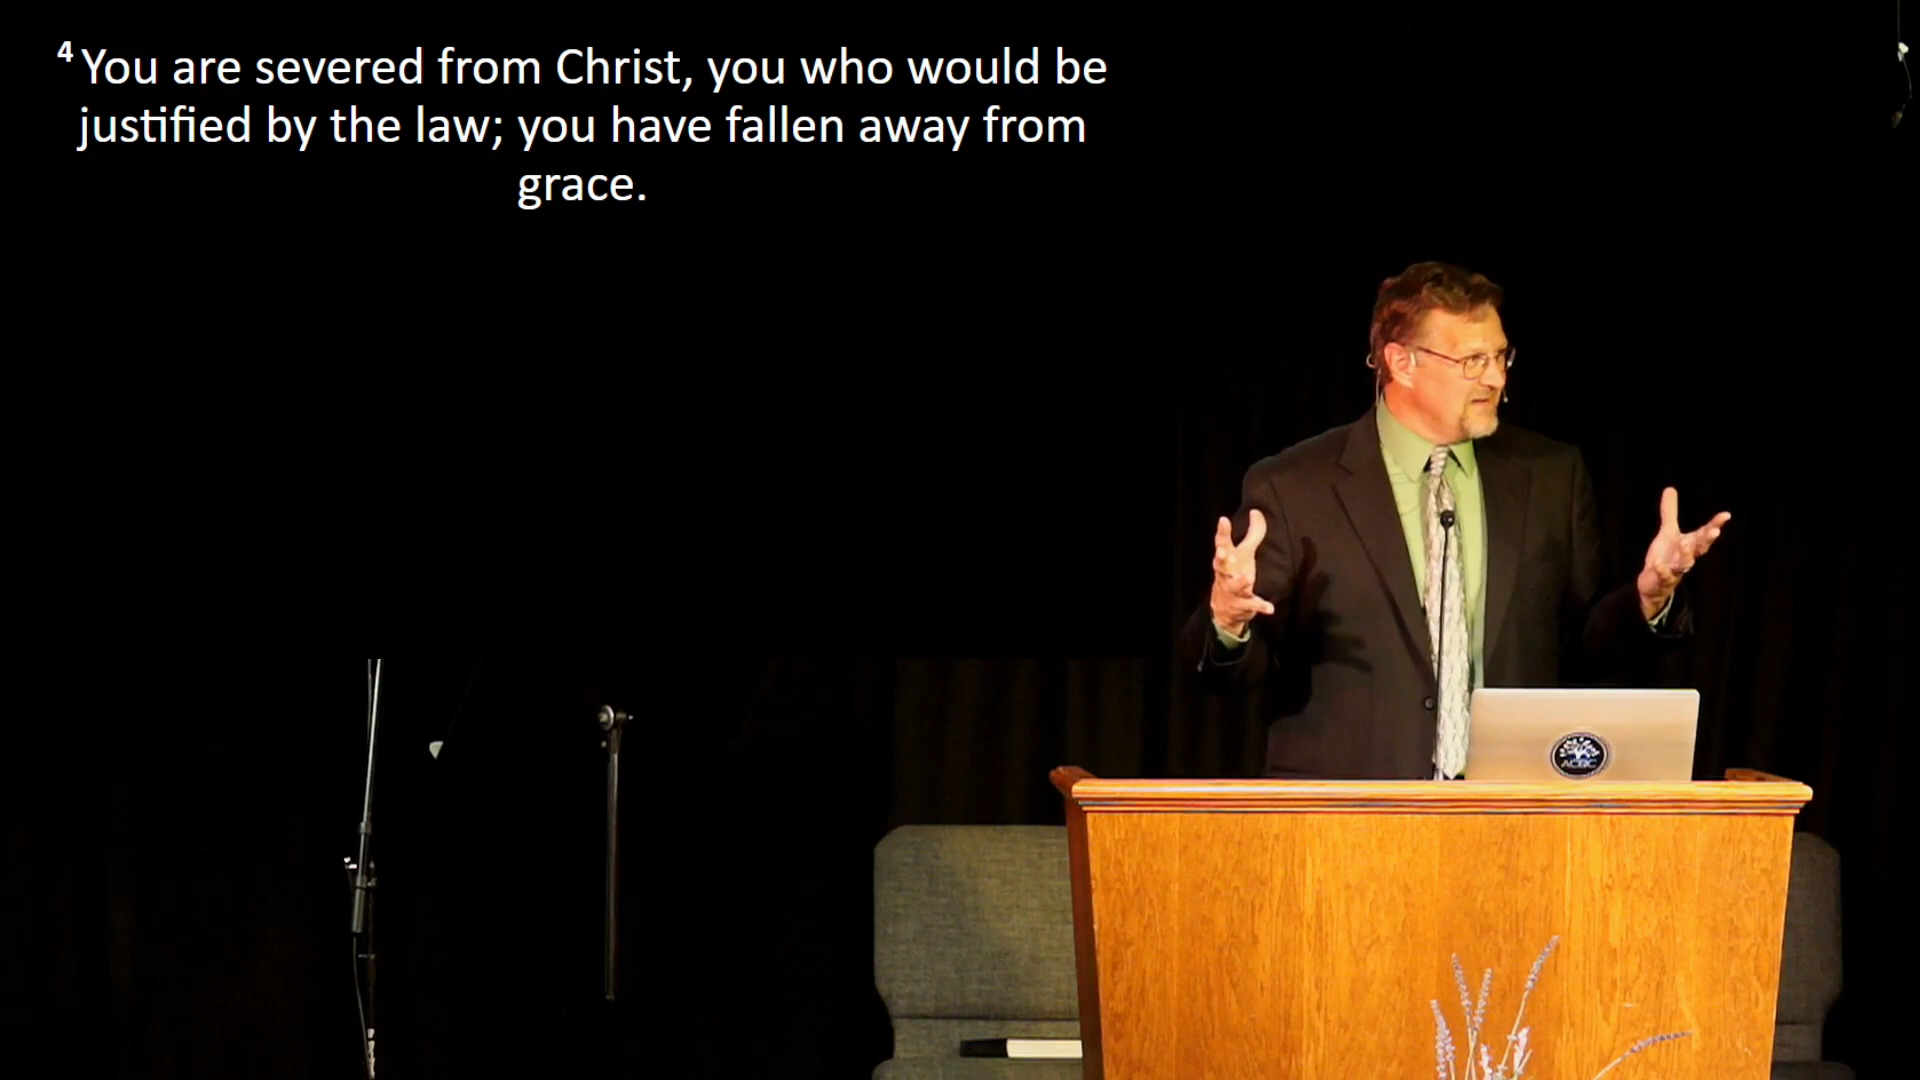 4 You are severed from Christ, you who would be
justified by the law; you have fallen away from
grace.
ACBC